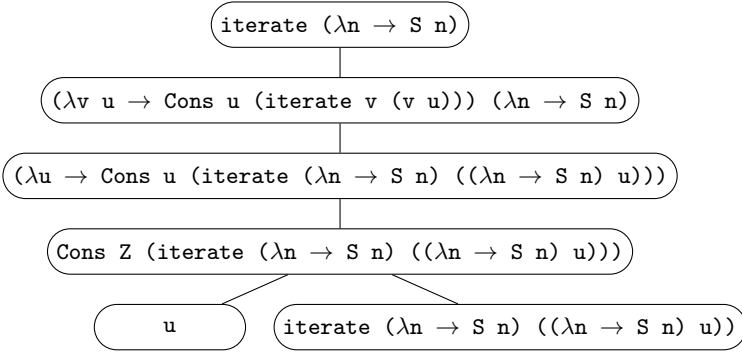 iterate (λn → S n)
(λv u → Cons u (iterate v (v u))) (λn → S n)
(λu → Cons u (iterate (λn → S n) ((λn → S n) u)))
Cons Z (iterate (λn → S n) ((λn → S n) u)))
u
iterate (λn → S n) ((λn → S n) u))